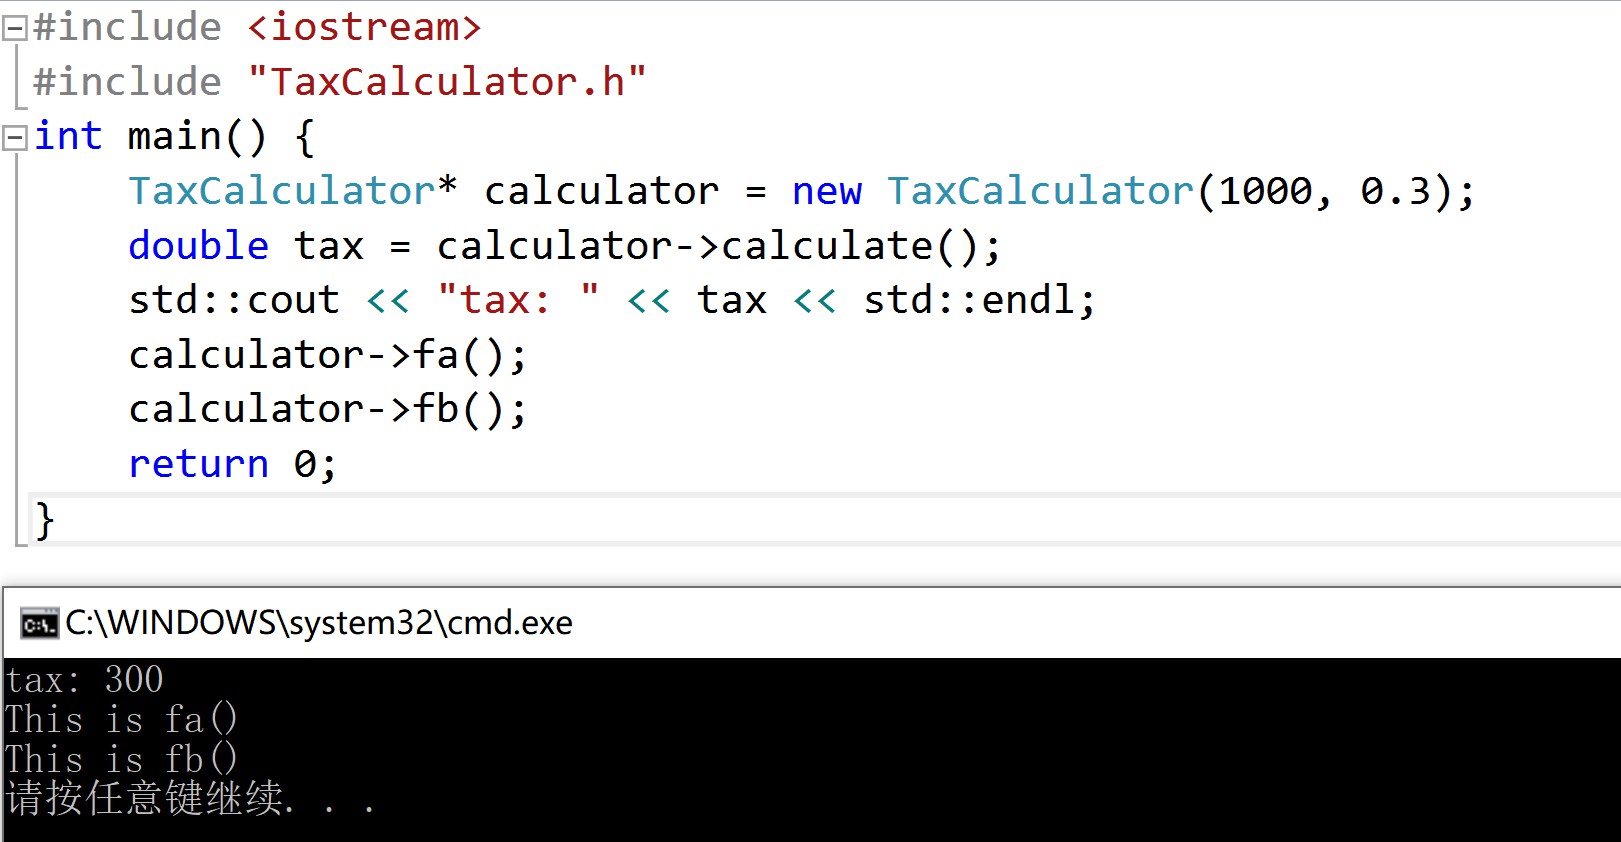 #include <iostream>
#include "TaxCalculator.h"
int main() {
    TaxCalculator* calculator = new TaxCalculator(1000, 0.3);
    double tax = calculator->calculate();
    std::cout << "tax: " << tax << std::endl;
    calculator->fa();
    calculator->fb();
    return 0;
}
C:\WINDOWS\system32\cmd.exe
tax: 300
This is fa()
This is fb()
请按任意键继续. . .